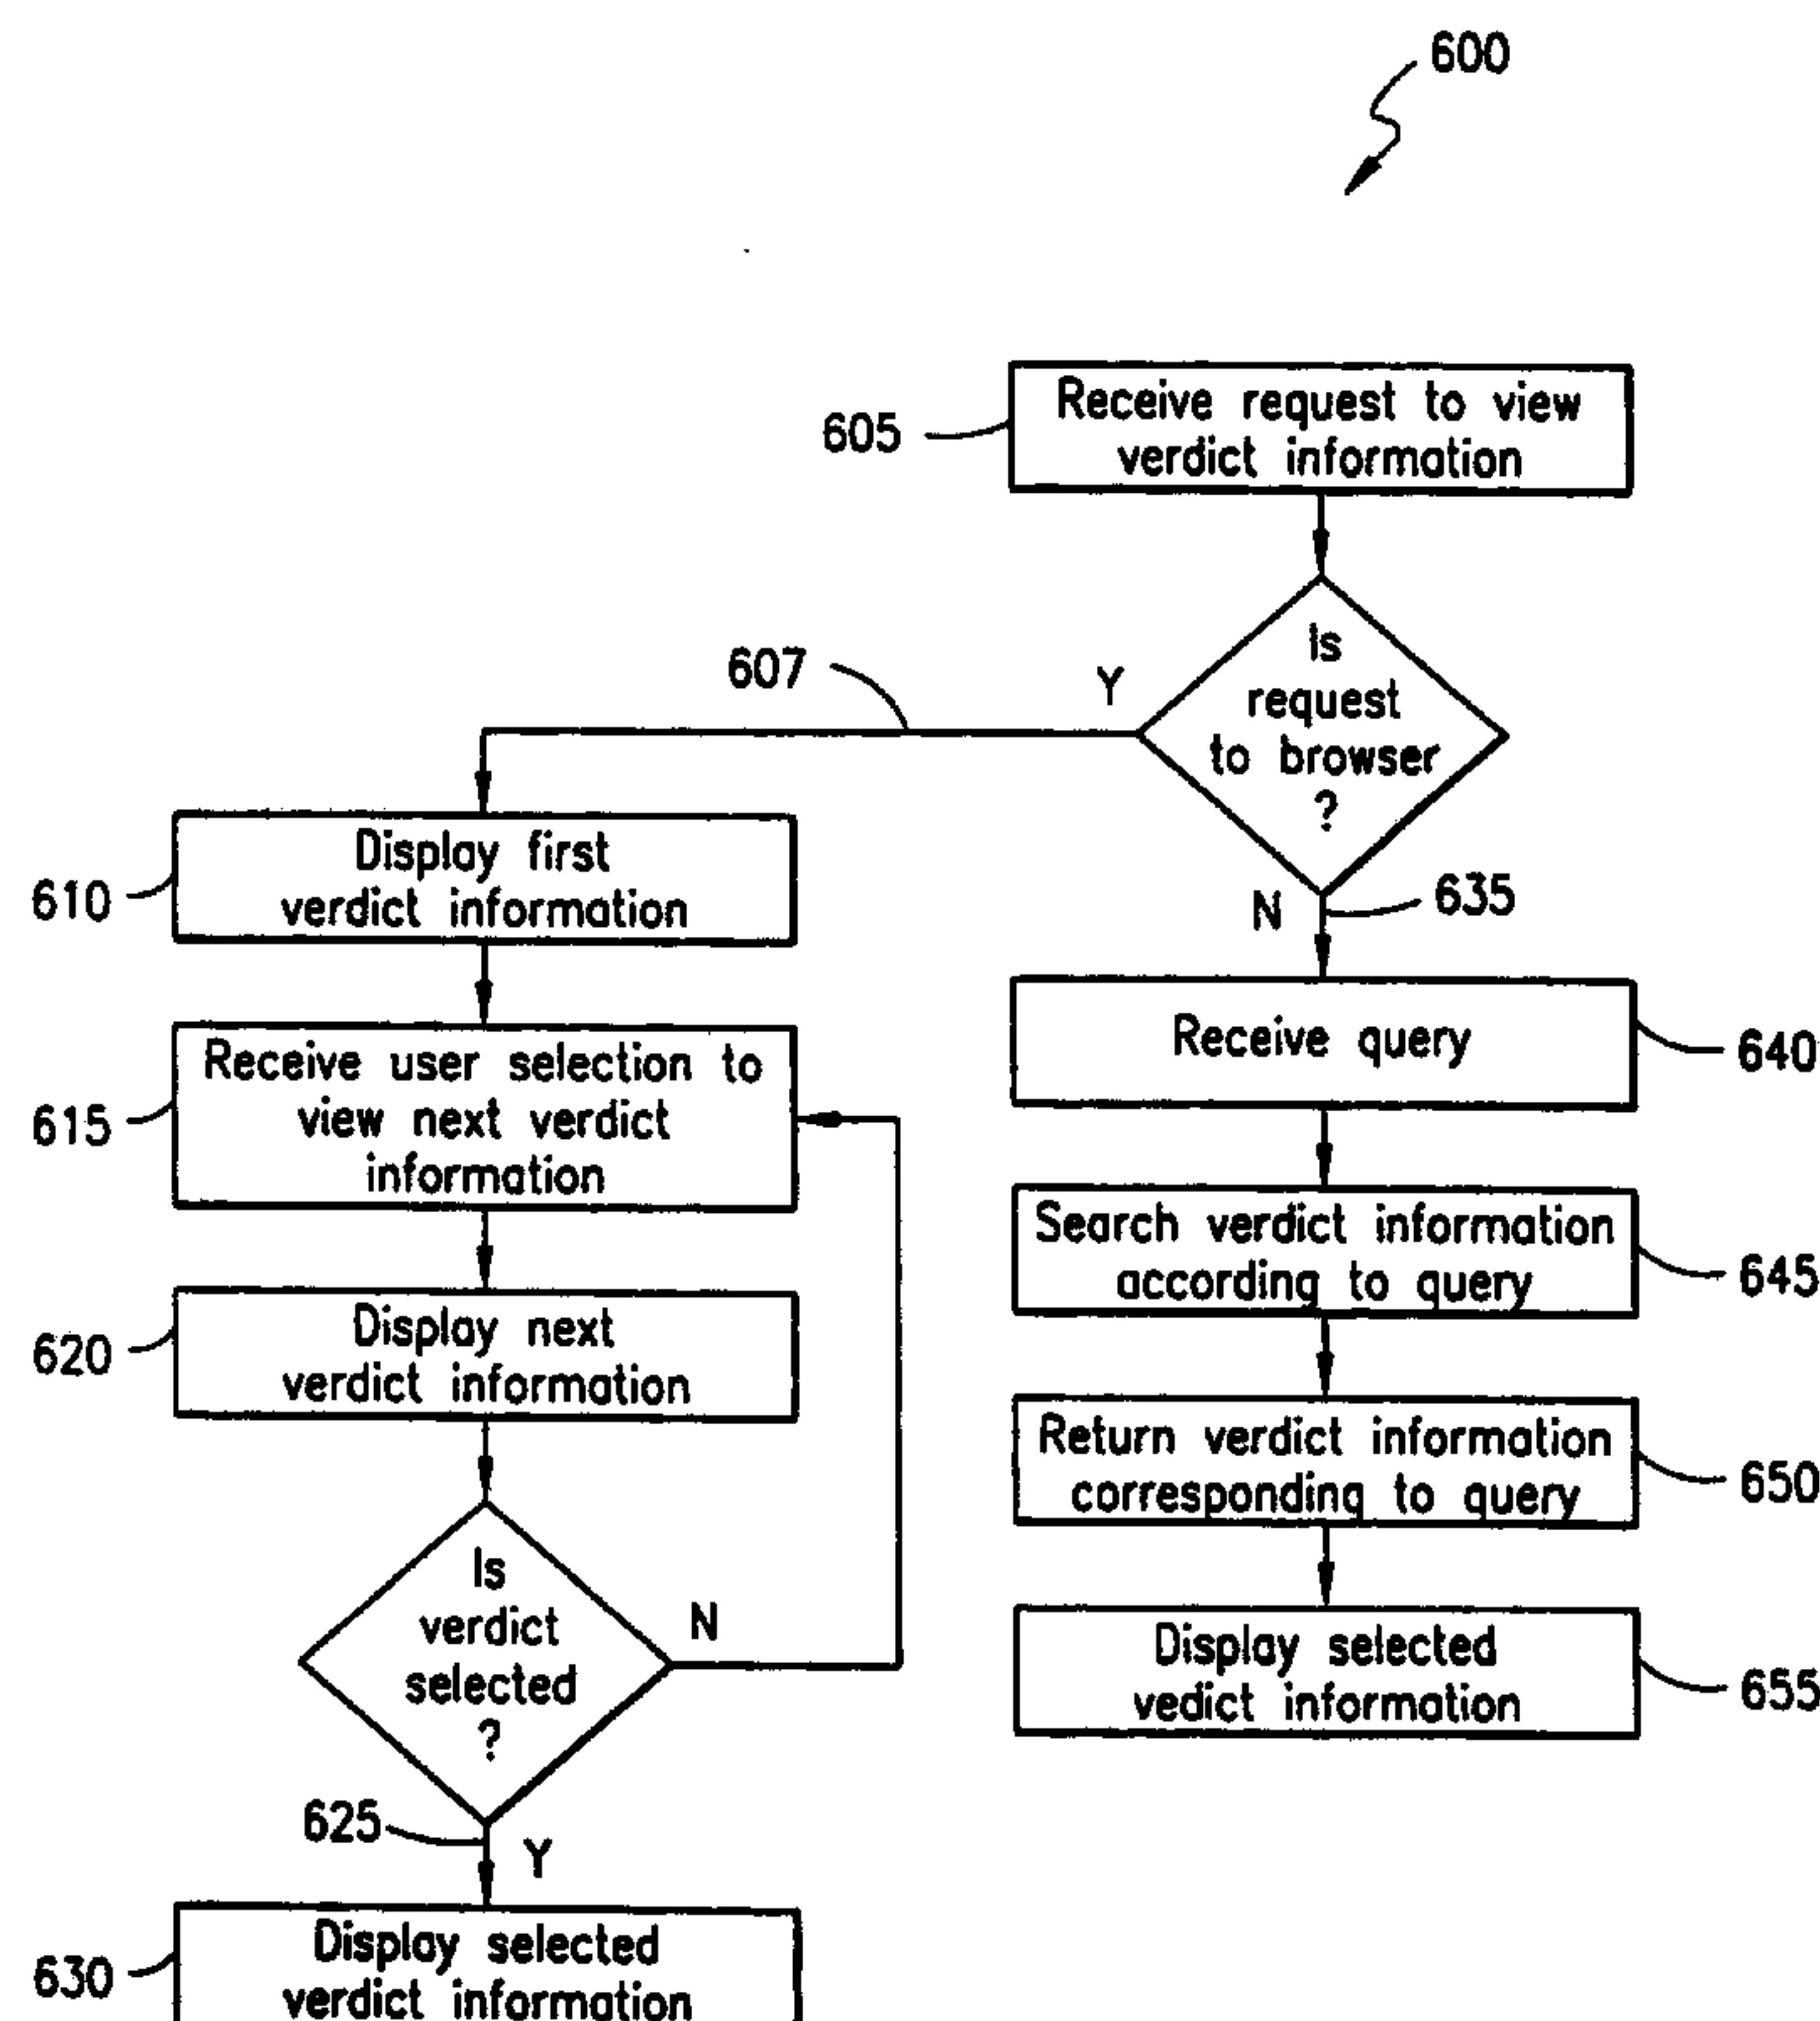 600
605
Receive request to view
verdict information
607
Y
Is
request
to browser
?
610
Display first
verdict information
N
635
615
Receive user selection to
view next verdict
information
Receive query
640
620
Display next
verdict information
Search verdict information
according to query
645
Is
verdict
selected
?
N
Return verdict information
corresponding to query
650
625
Y
Display selected
vedict information
655
630
Display selected
verdict information